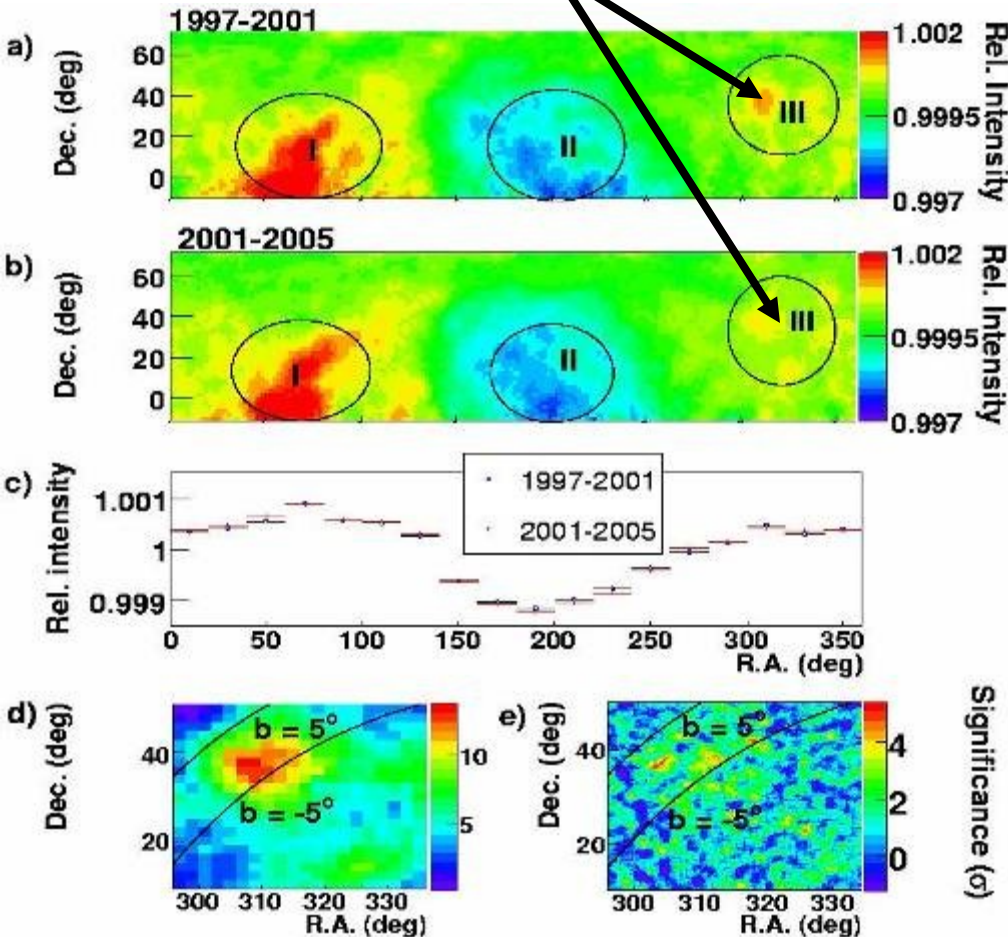 1997-2001
a)
Dec. (deg)
60
40
20
0
I
II
III
1.002
0.9995
0.997
Rel. Intensity
2001-2005
b)
Dec. (deg)
60
40
20
0
I
II
III
1.002
0.9995
0.997
Rel. Intensity
c)
Rel. intensity
1.001
1
0.999
1997-2001
2001-2005
0 50 100 150 200 250 300 350
R.A. (deg)
d)
Dec.(deg)
40
20
b = 5°
b = -5°
10
5
300 310 320 330
R.A. (deg)
e)
Dec. (deg)
40
20
b = 5°
b = -5°
4
2
0
Significance (σ)
300 310 320 330
R.A. (deg)